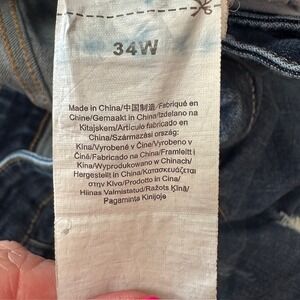 34W
Made in China/中国制造/Fabriqué en
Chine/Gemaakt in China/Izdelano na
Kitajskem/Artículo fabricado en
China/Származási ország:
Kína/Vyrobené v Číne/Vyrobeno v
Číně/Fabricado na China/Framleitt í
Kína/Wyprodukowano w Chinach/
Hergestellt in China/Κατασκευάζεται
στην Κίνα/Prodotto in Cina/
Hiinas Valmistatud/Ražots Ķīnā/
Pagaminta Kinijoje